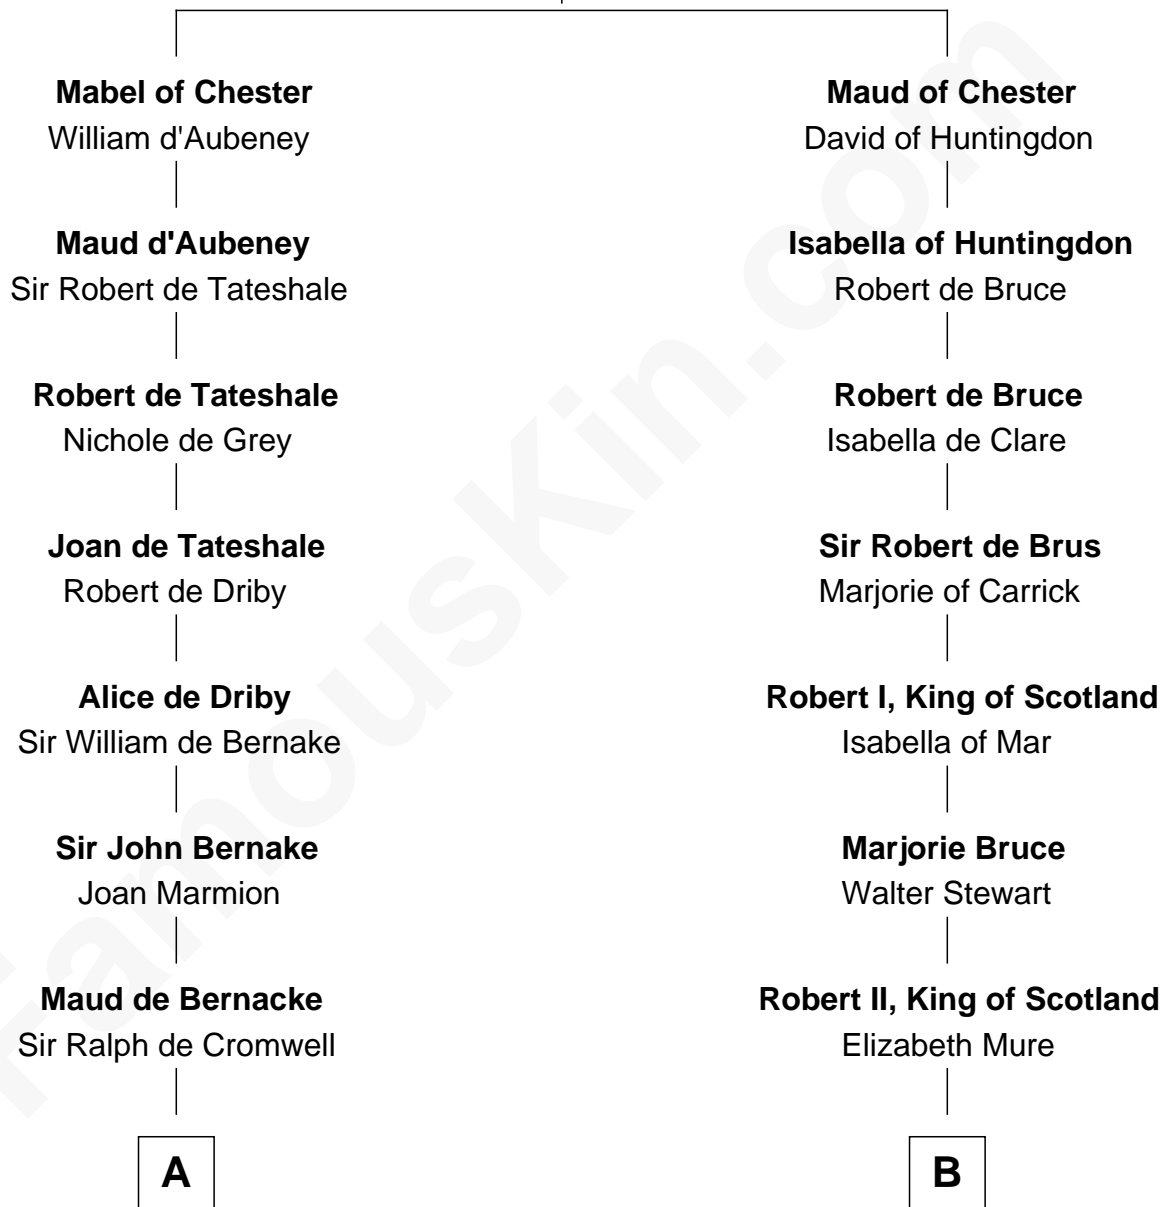 Mabel of Chester
William d'Aubeney
Maud of Chester
David of Huntingdon
Maud d'Aubeney
Sir Robert de Tateshale
Isabella of Huntingdon
Robert de Bruce
Robert de Tateshale
Nichole de Grey
Robert de Bruce
Isabella de Clare
Joan de Tateshale
Robert de Driby
Sir Robert de Brus
Marjorie of Carrick
Alice de Driby
Sir William de Bernake
Robert I, King of Scotland
Isabella of Mar
Sir John Bernake
Joan Marmion
Marjorie Bruce
Walter Stewart
Maud de Bernacke
Sir Ralph de Cromwell
Robert II, King of Scotland
Elizabeth Mure
A
B
FamousKin.com